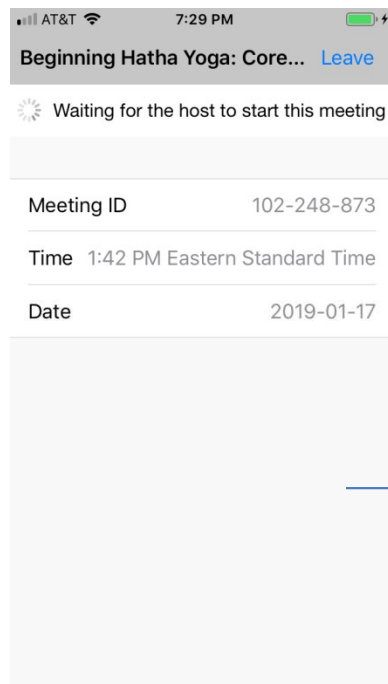 AT&T 7:29 PM
Beginning Hatha Yoga: Core... Leave
Waiting for the host to start this meeting
Meeting ID 102-248-873
Time 1:42 PM Eastern Standard Time
Date 2019-01-17